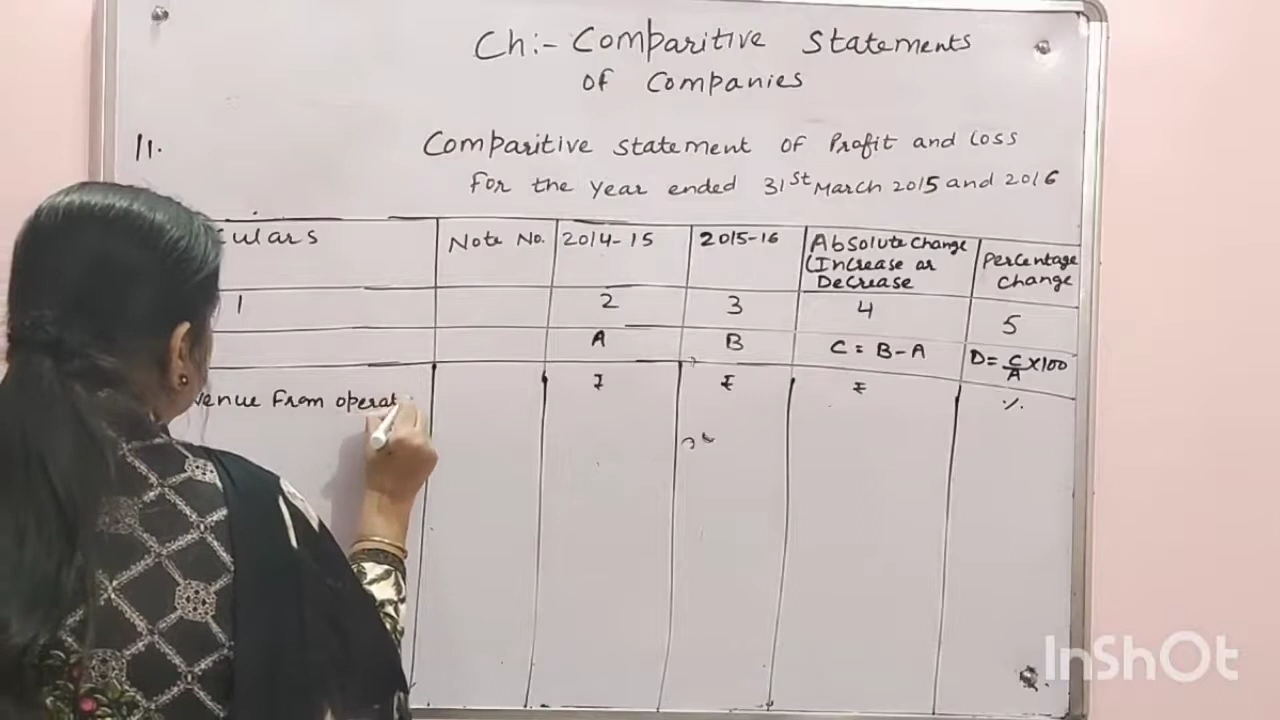 Ch:- Comparitive Statements
of Companies
11.
Comparitive statement of Profit and Loss
For the year ended 31st March 2015 and 2016
culars
Note No.
2014-15
2015-16
Absolute Change
(Increase or
Decrease
Percentage
change
1
2
3
4
5
A
B
C = B-A
D = C/A × 100
₹
₹
₹
%
venue From operat
InShOt